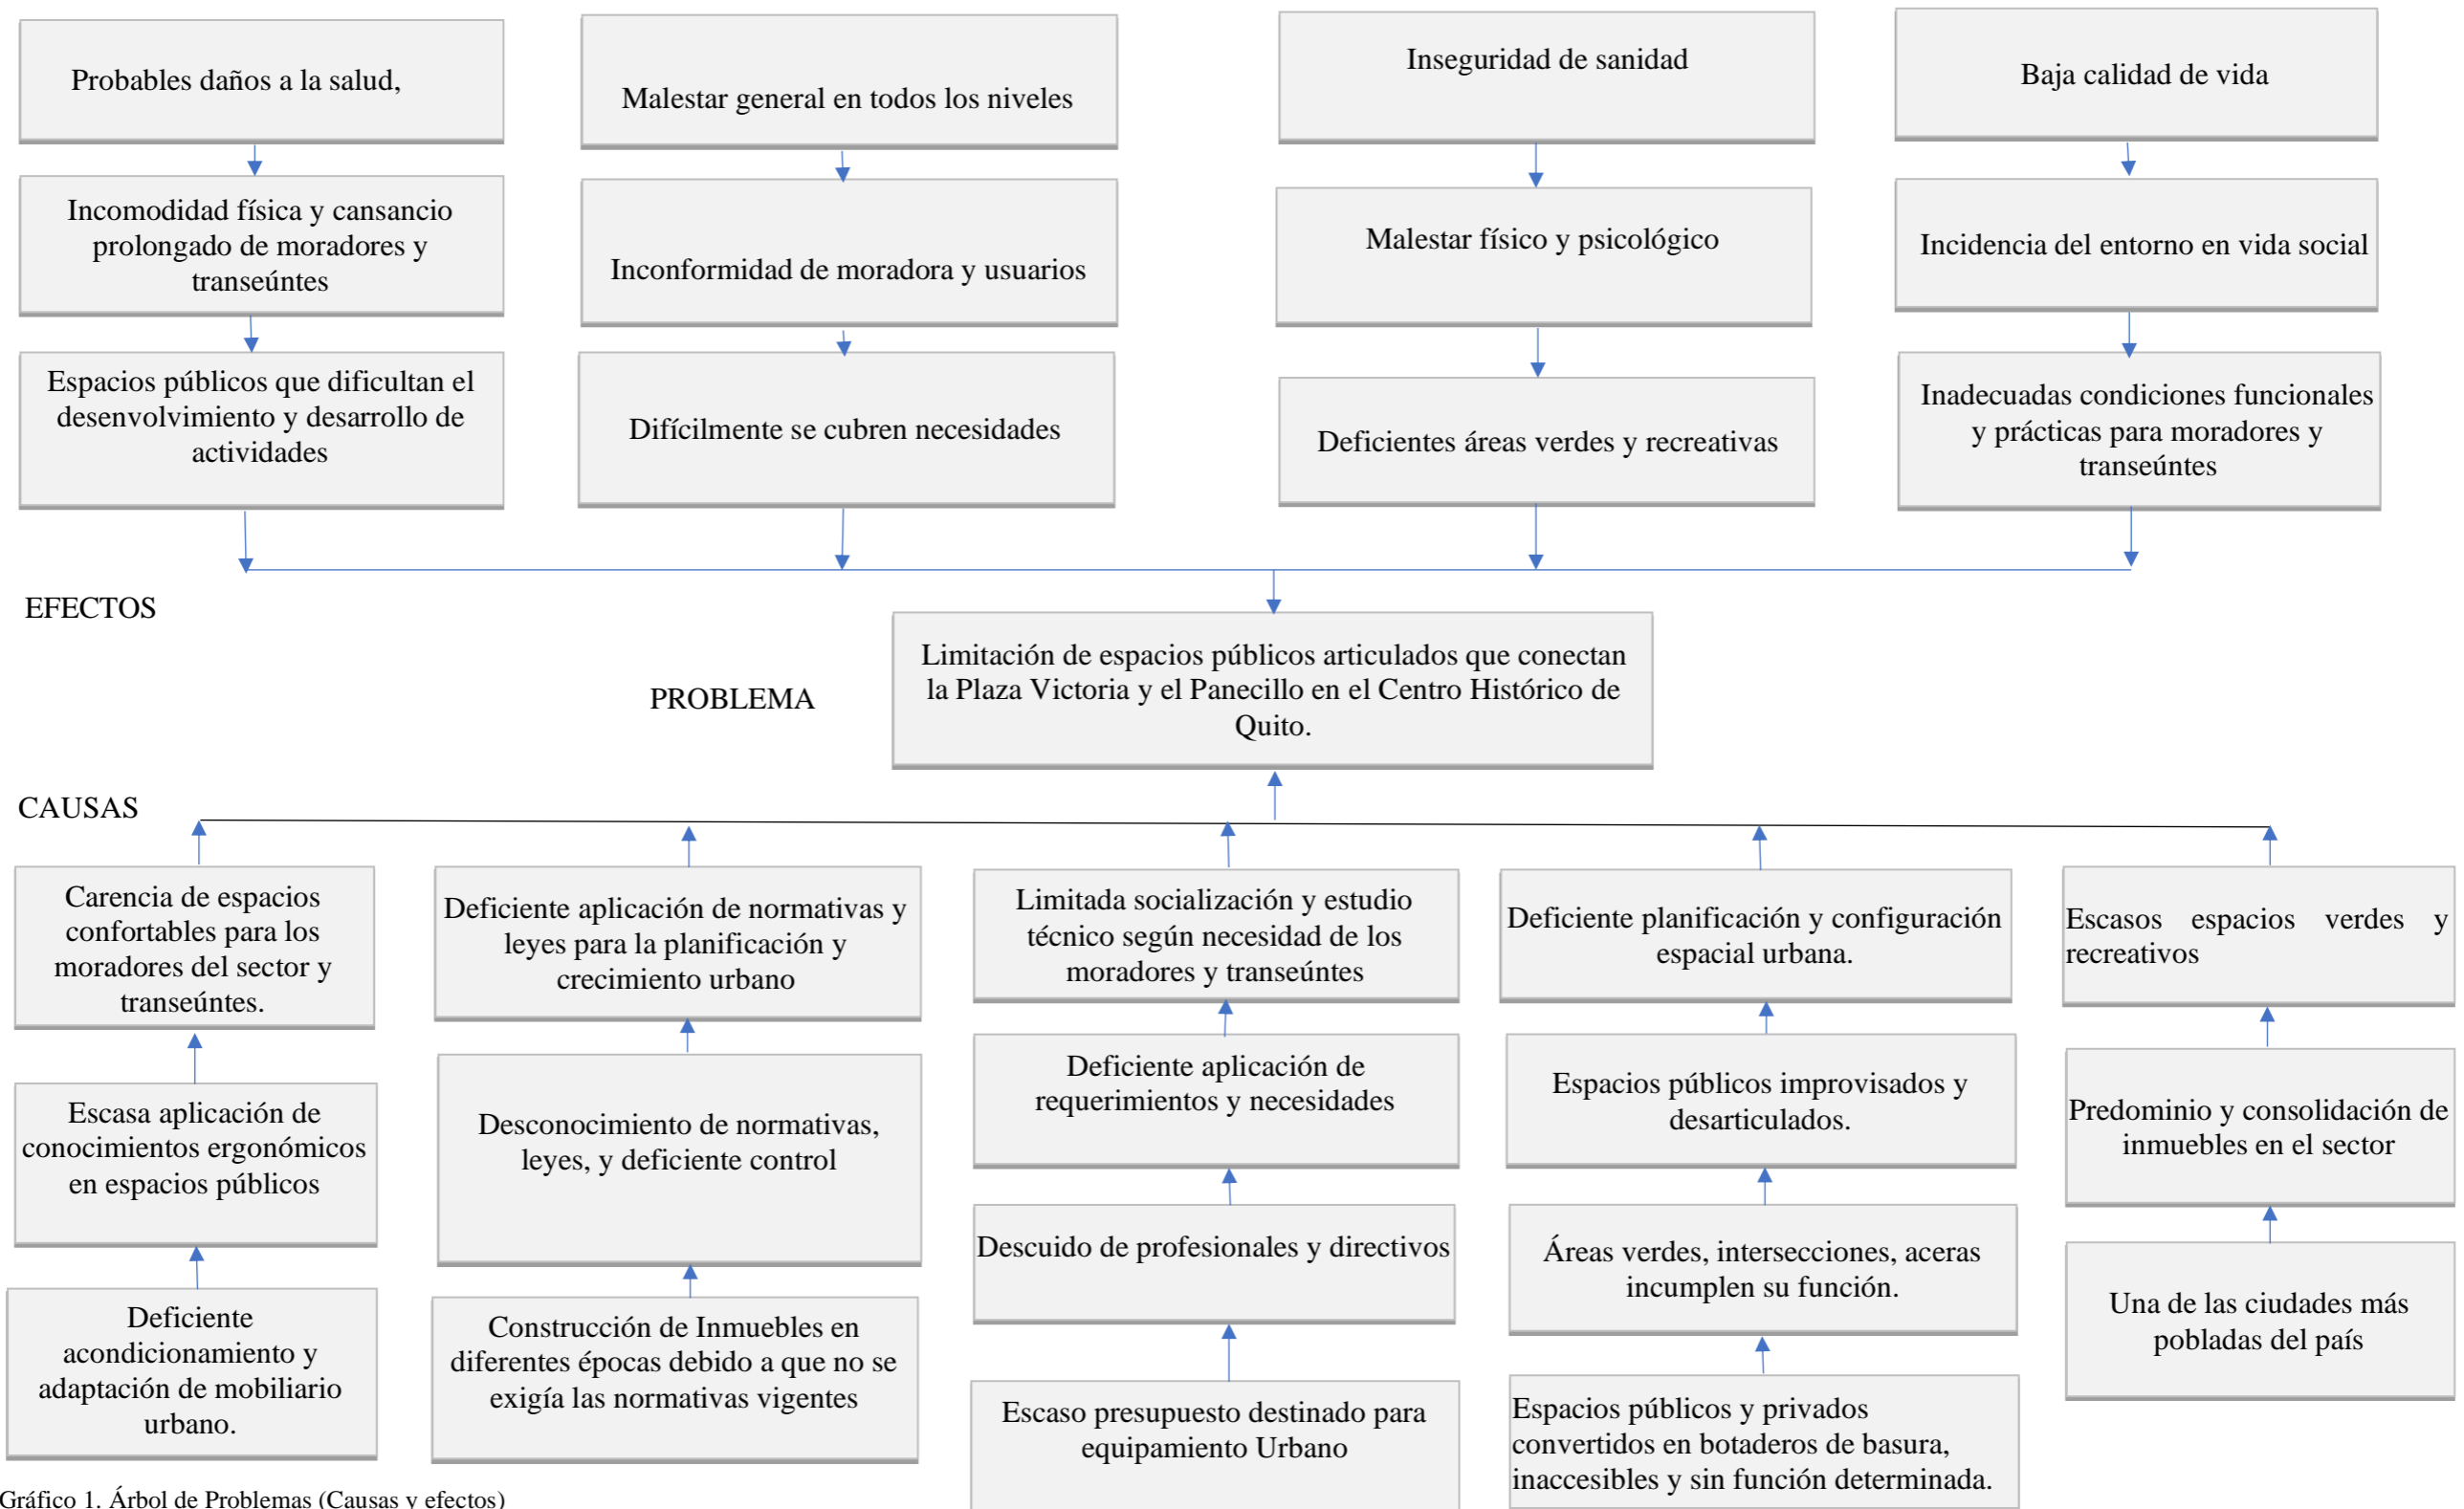 Probables daños a la salud,
Malestar general en todos los niveles
Inseguridad de sanidad
Baja calidad de vida
Incomodidad física y cansancio
prolongado de moradores y
transeúntes
Inconformidad de moradora y usuarios
Malestar físico y psicológico
Incidencia del entorno en vida social
Espacios públicos que dificultan el
desenvolvimiento y desarrollo de
actividades
Difícilmente se cubren necesidades
Deficientes áreas verdes y recreativas
Inadecuadas condiciones funcionales
y prácticas para moradores y
transeúntes
EFECTOS
PROBLEMA
Limitación de espacios públicos articulados que conectan
la Plaza Victoria y el Panecillo en el Centro Histórico de
Quito.
CAUSAS
Carencia de espacios
confortables para los
moradores del sector y
transeúntes.
Deficiente aplicación de normativas y
leyes para la planificación y
crecimiento urbano
Limitada socialización y estudio
técnico según necesidad de los
moradores y transeúntes
Deficiente planificación y configuración
espacial urbana.
Escasos espacios verdes y
recreativos
Escasa aplicación de
conocimientos ergonómicos
en espacios públicos
Desconocimiento de normativas,
leyes, y deficiente control
Deficiente aplicación de
requerimientos y necesidades
Espacios públicos improvisados y
desarticulados.
Predominio y consolidación de
inmuebles en el sector
Descuido de profesionales y directivos
Áreas verdes, intersecciones, aceras
incumplen su función.
Deficiente
acondicionamiento y
adaptación de mobiliario
urbano.
Construcción de Inmuebles en
diferentes épocas debido a que no se
exigía las normativas vigentes
Escaso presupuesto destinado para
equipamiento Urbano
Espacios públicos y privados
convertidos en botaderos de basura,
inaccesibles y sin función determinada.
Una de las ciudades más
pobladas del país
Gráfico 1. Árbol de Problemas (Causas y efectos)